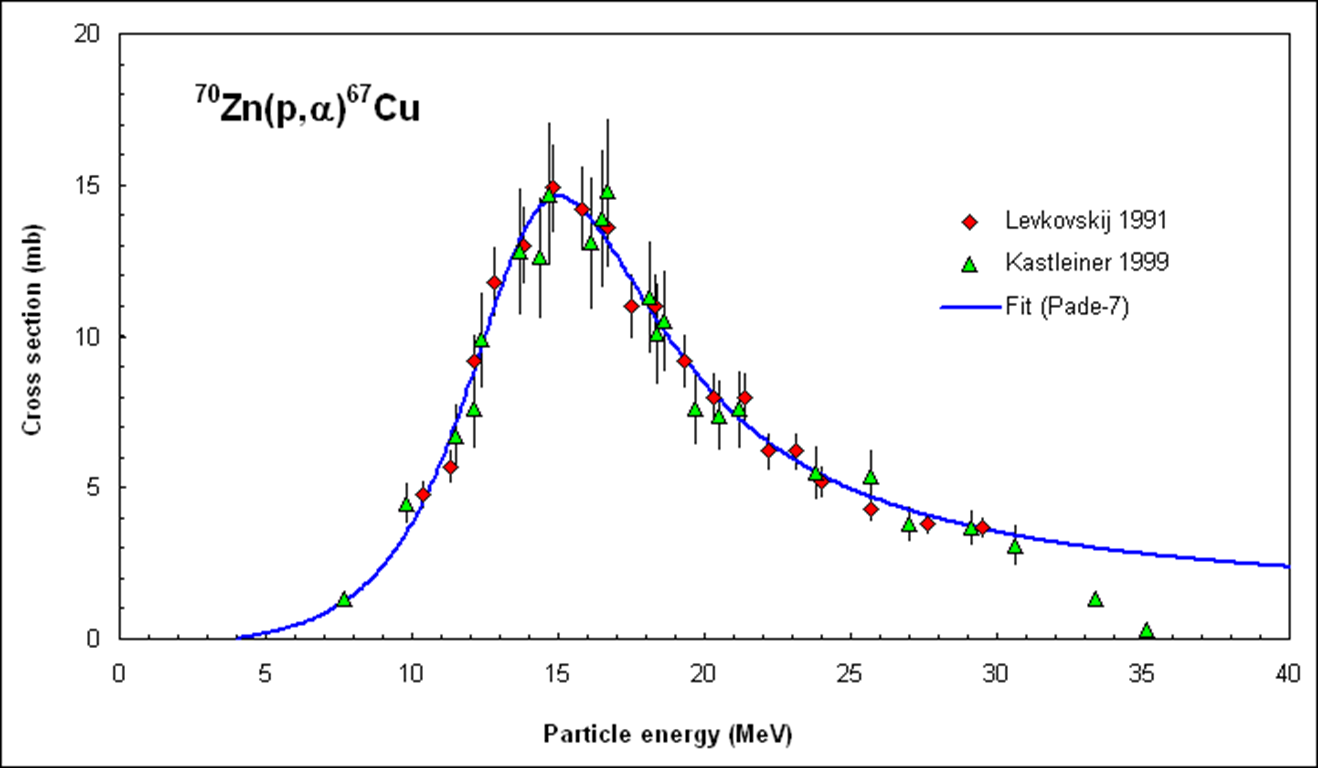 20
⁷⁰Zn(p,α)⁶⁷Cu
15
10
5
0
Cross section (mb)
Levkovskij 1991
Kastleiner 1999
Fit (Pade-7)
0 5 10 15 20 25 30 35 40
Particle energy (MeV)